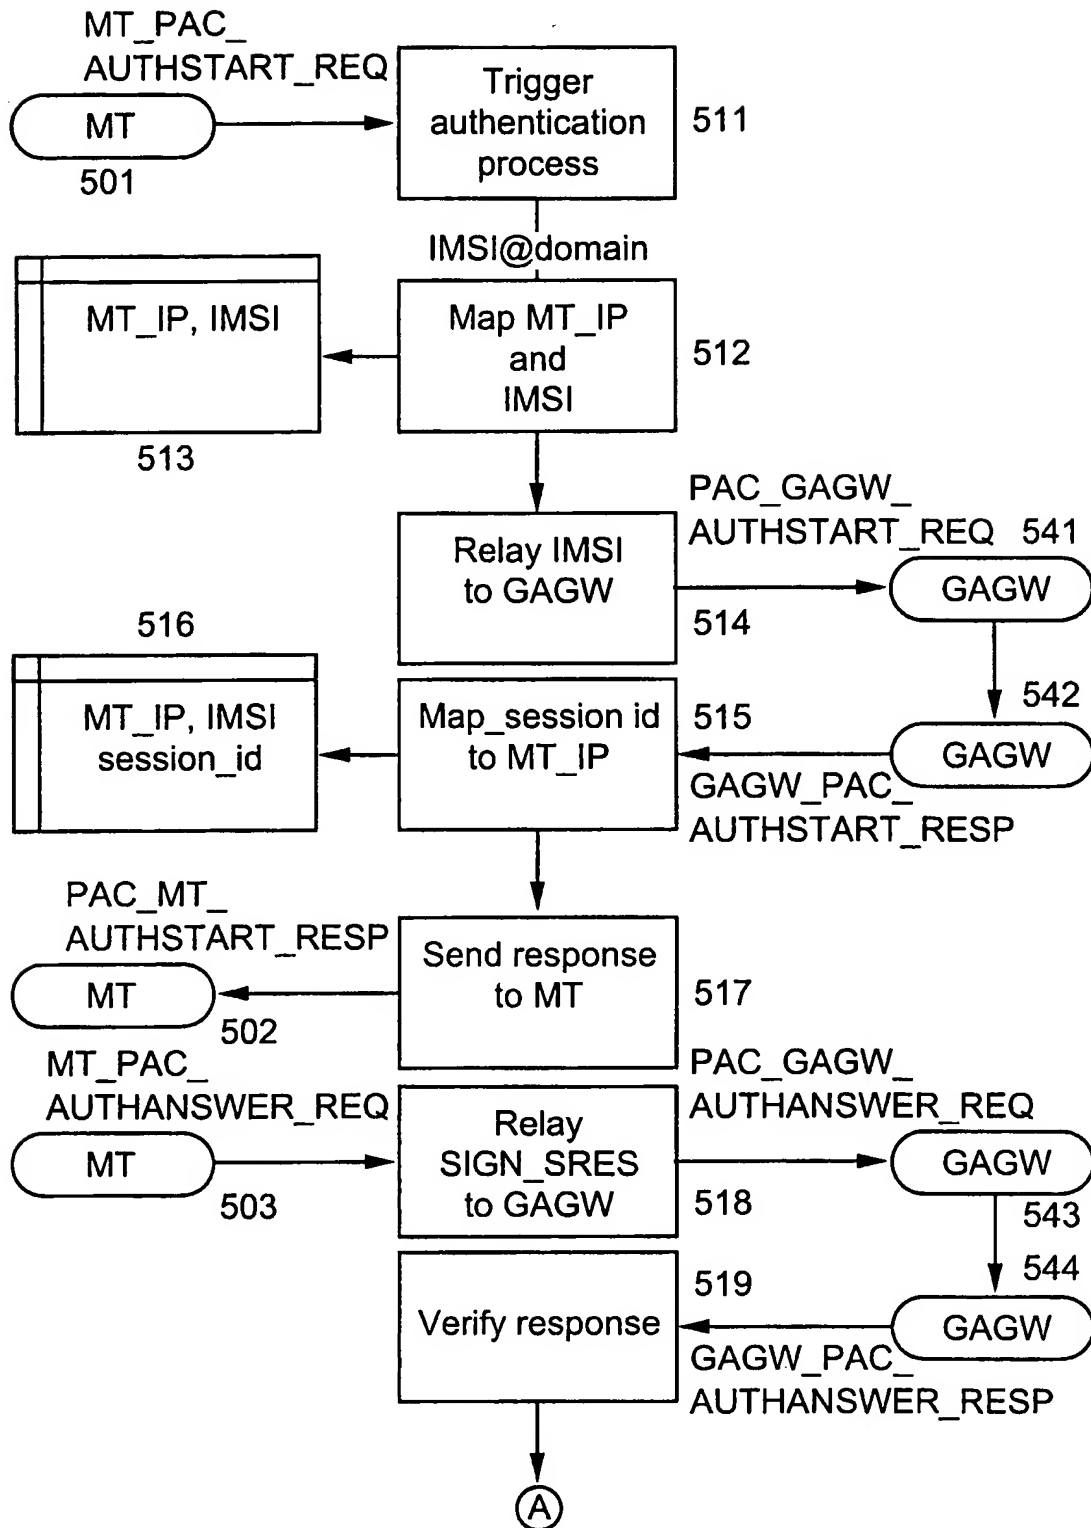 MT_PAC_
AUTHSTART_REQ
MT
501
Trigger
authentication
process
511
IMSI@domain
MT_IP, IMSI
513
Map MT_IP
and
IMSI
512
Relay IMSI
to GAGW
PAC_GAGW_
AUTHSTART_REQ 541
514
GAGW
516
MT_IP, IMSI
session_id
Map_session id
to MT_IP
515
542
GAGW
GAGW_PAC_
AUTHSTART_RESP
PAC_MT_
AUTHSTART_RESP
MT
502
Send response
to MT
517
MT_PAC_
AUTHANSWER_REQ
MT
503
Relay
SIGN_SRES
to GAGW
PAC_GAGW_
AUTHANSWER_REQ
518
GAGW
543
Verify response
519
544
GAGW
GAGW_PAC_
AUTHANSWER_RESP
A